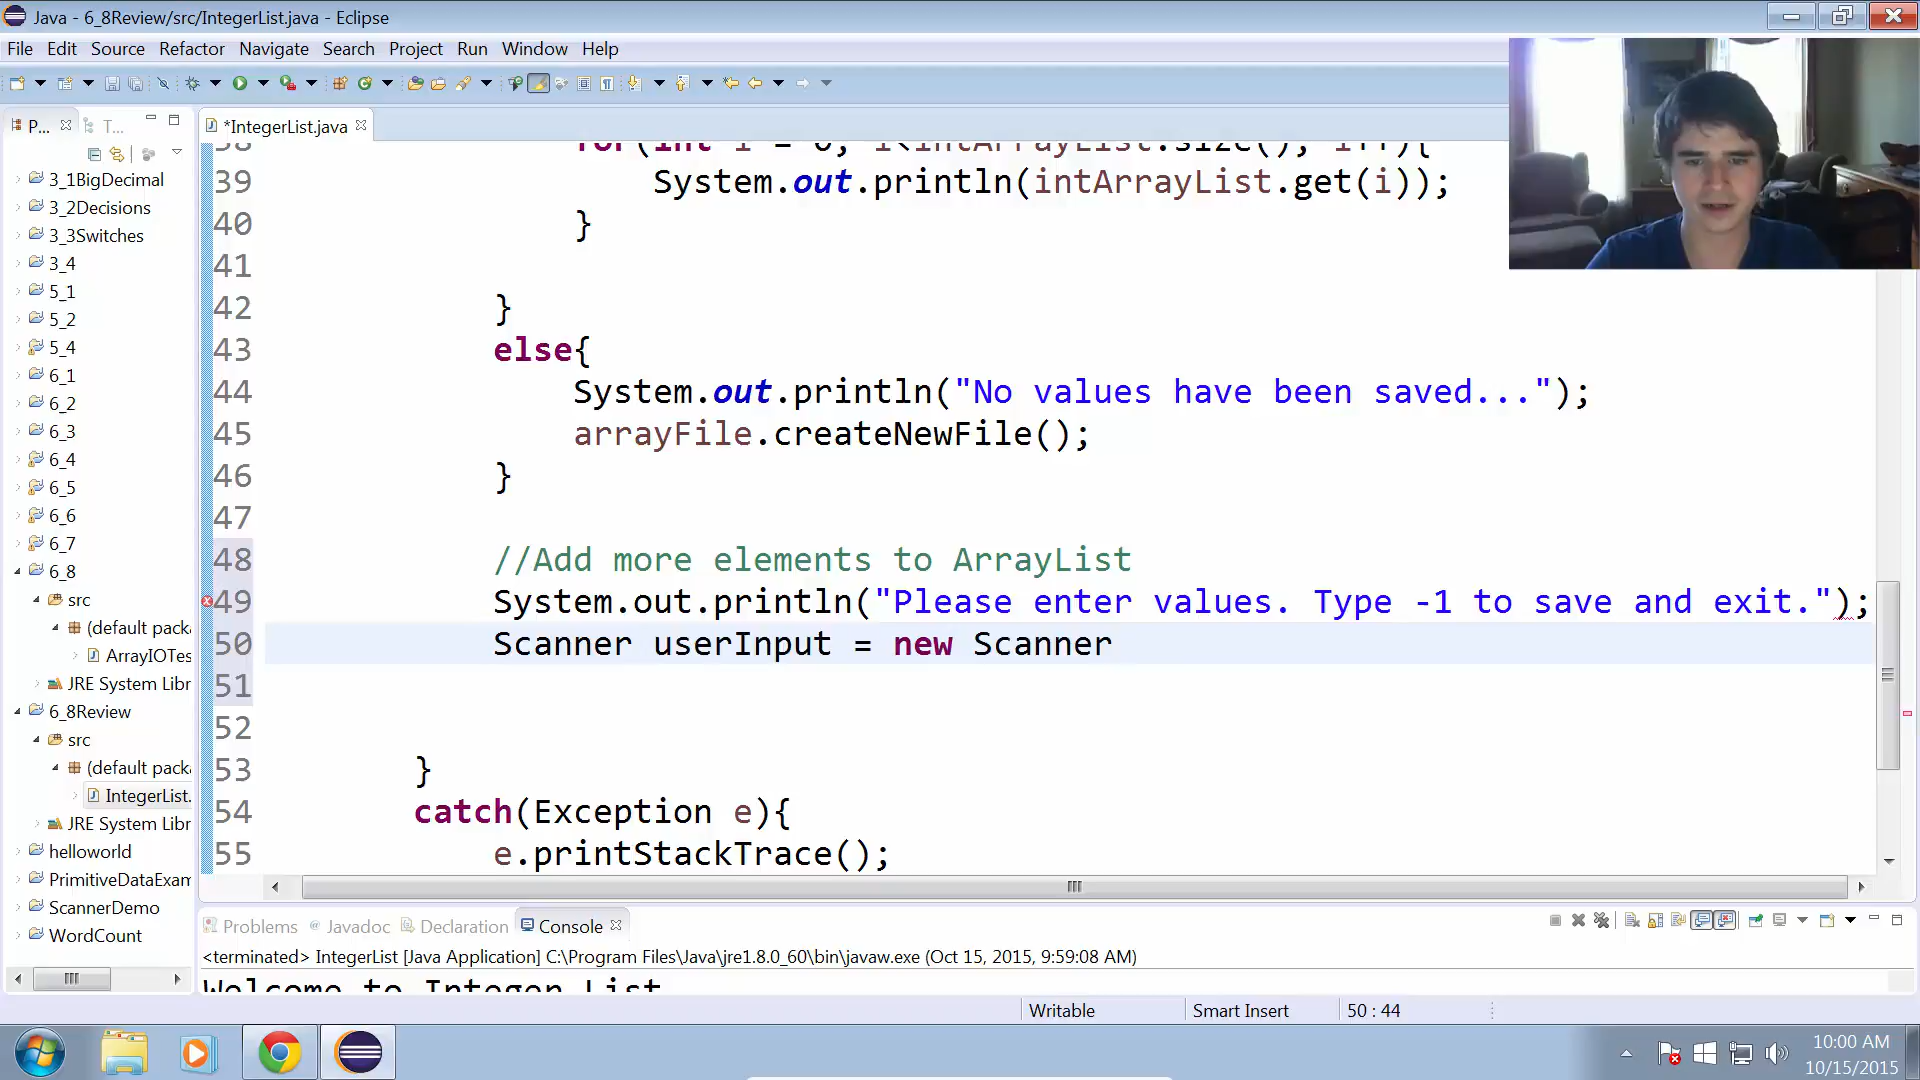 Java - 6_8Review/src/IntegerList.java - Eclipse
File Edit Source Refactor Navigate Search Project Run Window Help
P... T...
*IntegerList.java
3_1BigDecimal
3_2Decisions
3_3Switches
3_4
5_1
5_2
5_4
6_1
6_2
6_3
6_4
6_5
6_6
6_7
6_8
src
(default pack
ArrayIOTes
JRE System Libr
6_8Review
src
(default pack
IntegerList.
JRE System Libr
helloworld
PrimitiveDataExam
ScannerDemo
WordCount
38 for(int i = 0; i<intArrayList.size(); i++){
39 System.out.println(intArrayList.get(i));
40 }
41
42 }
43 else{
44 System.out.println("No values have been saved...");
45 arrayFile.createNewFile();
46 }
47
48 //Add more elements to ArrayList
49 System.out.println("Please enter values. Type -1 to save and exit.");
50 Scanner userInput = new Scanner
51
52
53 }
54 catch(Exception e){
55 e.printStackTrace();
Problems @ Javadoc Declaration Console
<terminated> IntegerList [Java Application] C:\Program Files\Java\jre1.8.0_60\bin\javaw.exe (Oct 15, 2015, 9:59:08 AM)
Welcome to Integer List
Writable Smart Insert 50 : 44
10:00 AM
10/15/2015